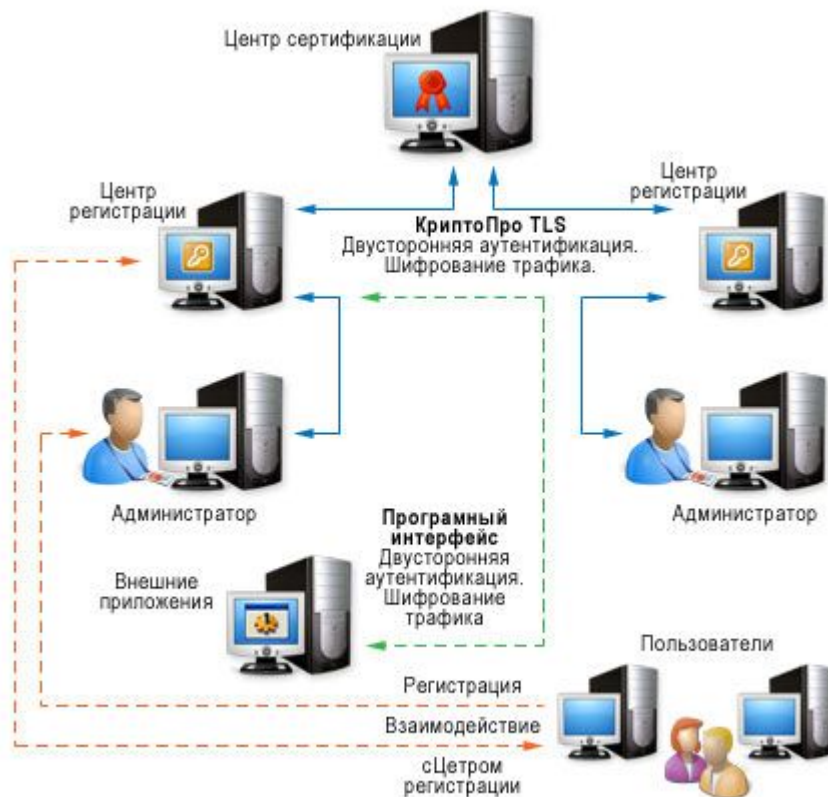 Центр сертификации
Центр
регистрации
Центр
регистрации
КриптоПро TLS
Двусторонняя аутентификация.
Шифрование трафика.
Администратор
Администратор
Програмный
интерфейс
Двусторонняя
аутентификация.
Шифрование
трафика
Внешние
приложения
Пользователи
Регистрация
Взаимодействие
сЦетром
регистрации